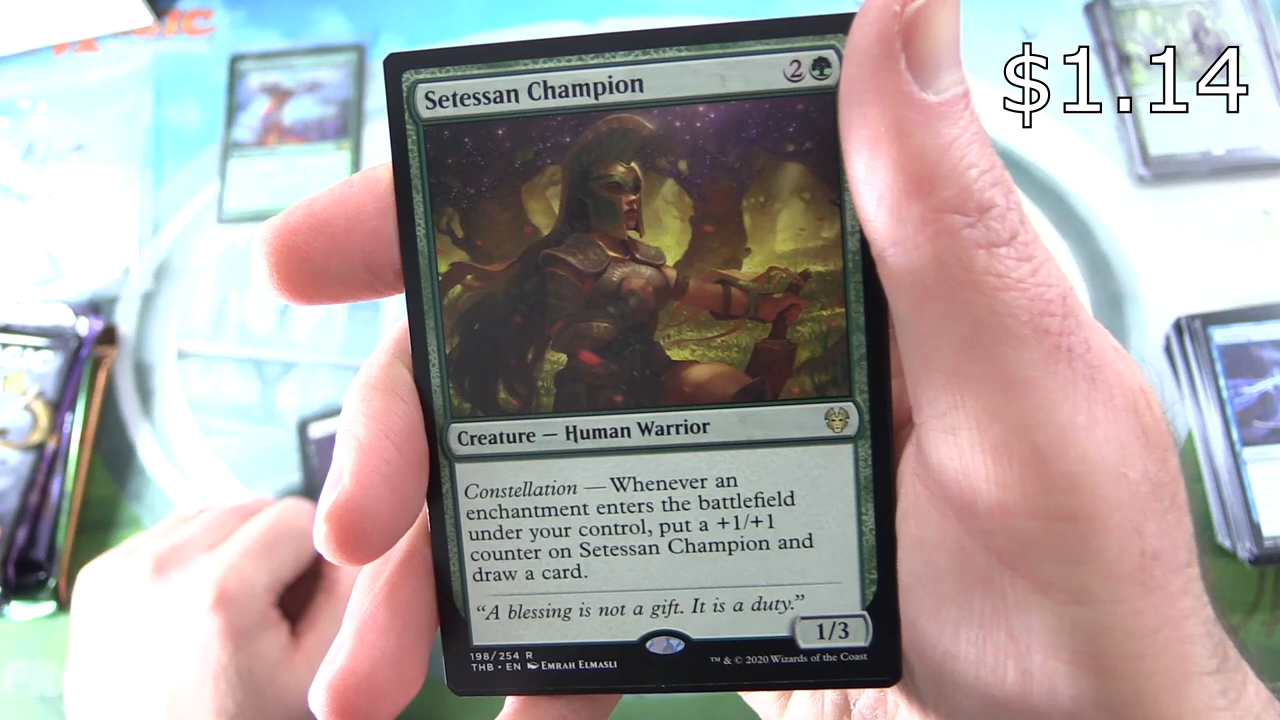 $1.14
Setessan Champion 2
Creature — Human Warrior
Constellation — Whenever an
enchantment enters the battlefield
under your control, put a +1/+1
counter on Setessan Champion and
draw a card.
“A blessing is not a gift. It is a duty.”
1/3
198/254 R
THB • EN Emrah Elmasli
™ & © 2020 Wizards of the Coast